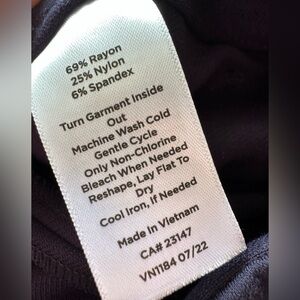 69% Rayon
25% Nylon
6% Spandex
Turn Garment Inside
Out
Machine Wash Cold
Gentle Cycle
Only Non-Chlorine
Bleach When Needed
Reshape, Lay Flat To
Dry
Cool Iron, If Needed
Made in Vietnam
CA# 23147
VN1184 07/22